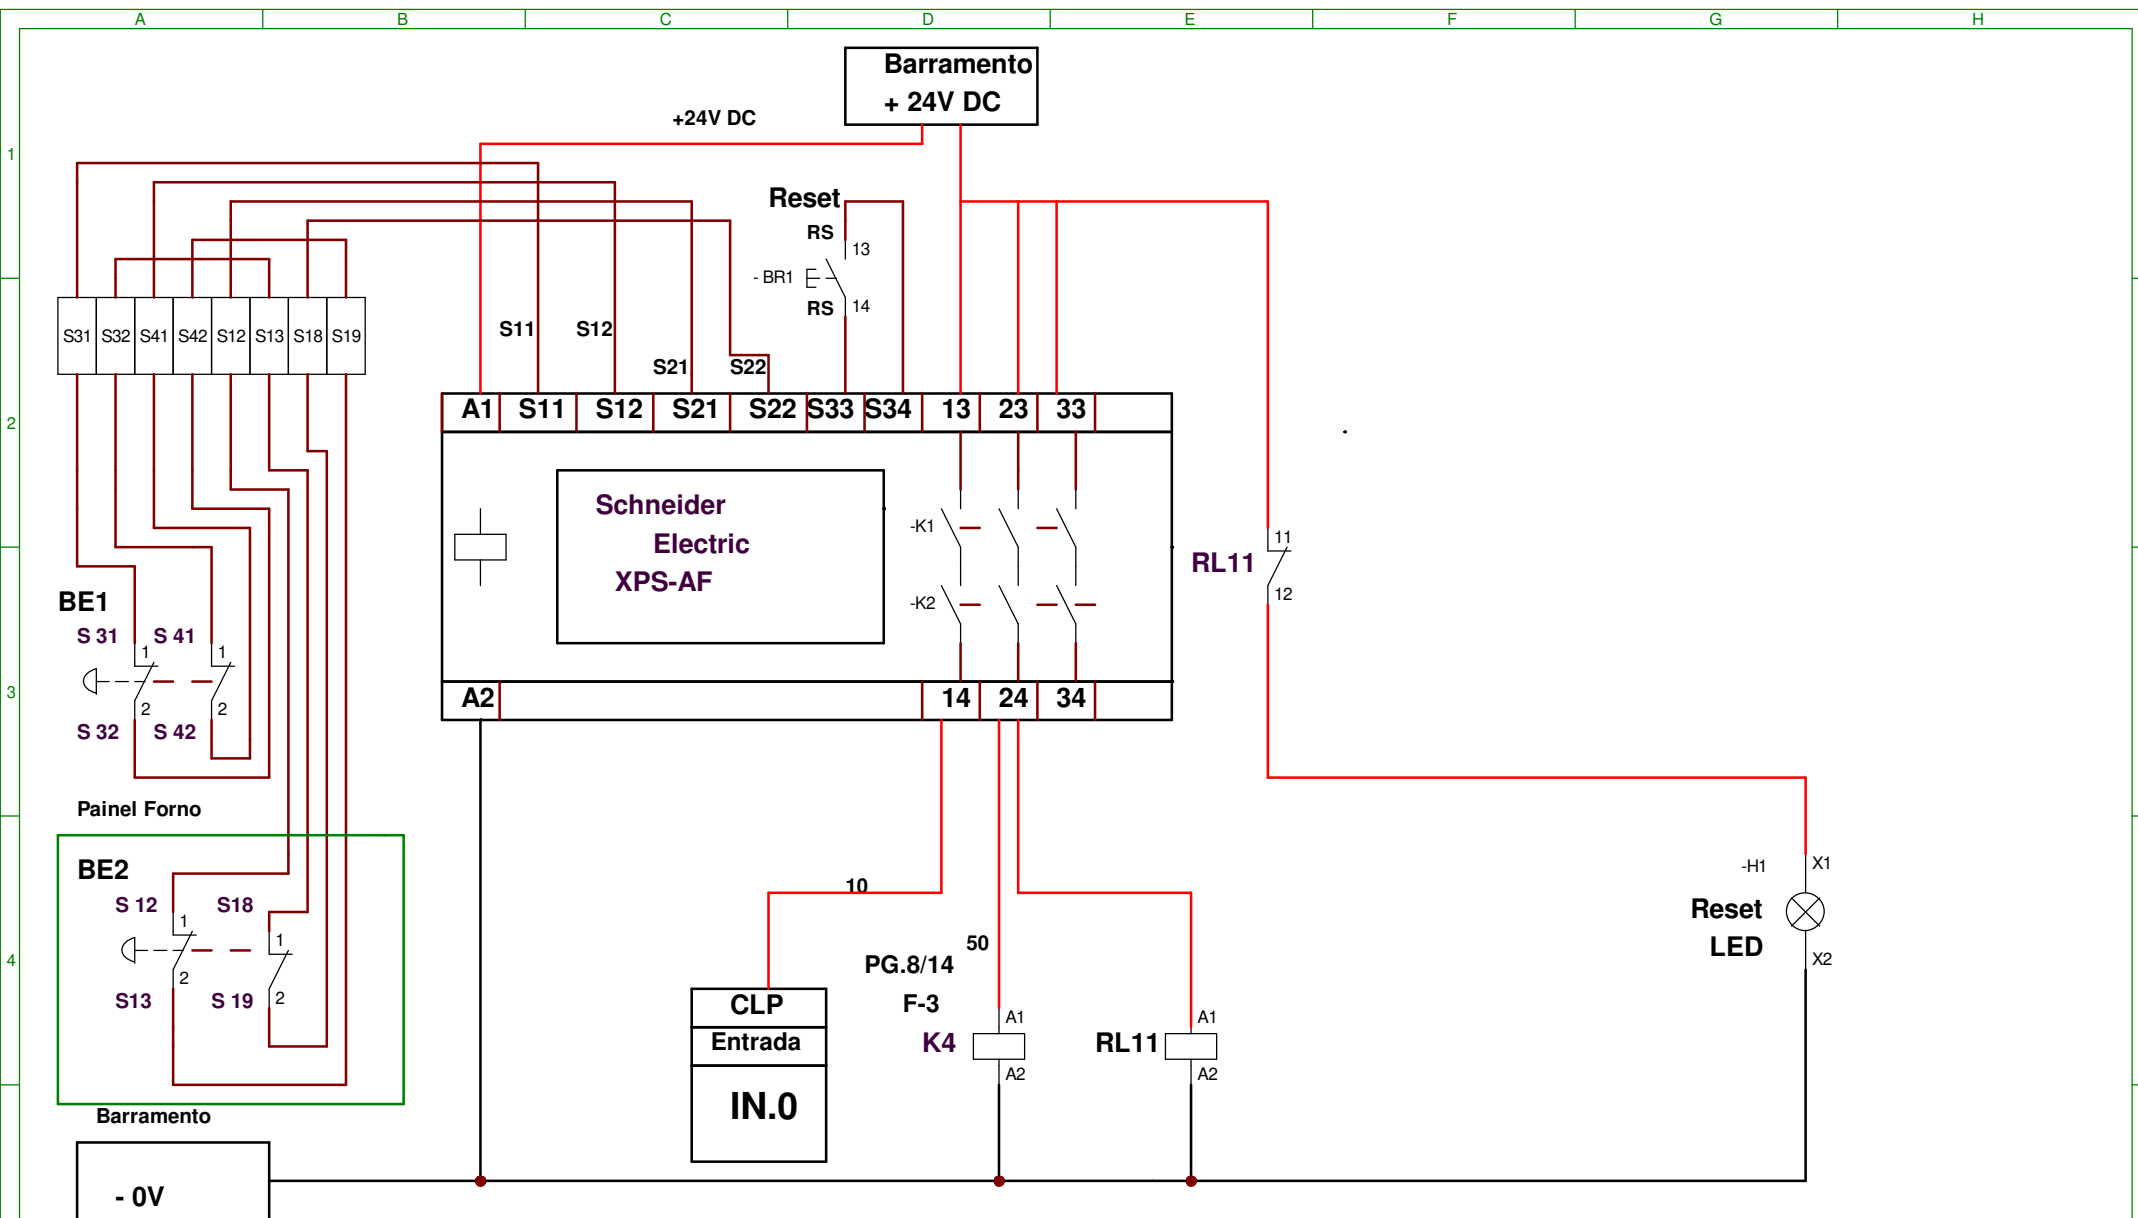 A B C D E F G H
Barramento
+ 24V DC
+24V DC
1
Reset
RS
13
- BR1
RS
14
S31 S32 S41 S42 S12 S13 S18 S19
S11 S12
S21 S22
A1 S11 S12 S21 S22 S33 S34 13 23 33
2
Schneider
Electric
XPS-AF
-K1
-K2
11
RL11
12
BE1
S 31 S 41
1 1
3
2 2
S 32 S 42
A2 14 24 34
Painel Forno
BE2
S 12 S18
1 1
2 2
S13 S 19
4
10
50
PG.8/14
F-3
K4
A1
A2
RL11
A1
A2
CLP
Entrada
IN.0
-H1
X1
Reset
LED
X2
Barramento
- 0V